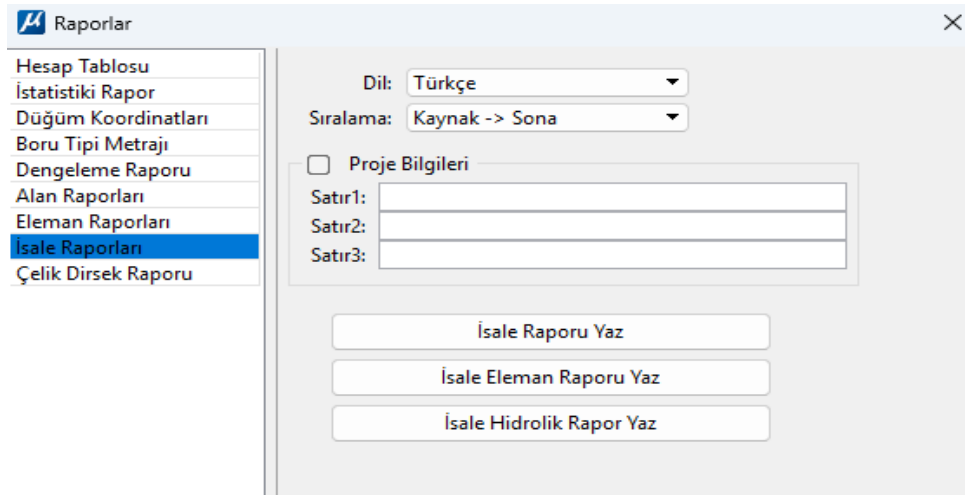 Raporlar
Hesap Tablosu
İstatistiki Rapor
Düğüm Koordinatları
Boru Tipi Metrajı
Dengeleme Raporu
Alan Raporları
Eleman Raporları
İsale Raporları
Çelik Dirsek Raporu
Dil: Türkçe
Sıralama: Kaynak -> Sona
Proje Bilgileri
Satır1:
Satır2:
Satır3:
İsale Raporu Yaz
İsale Eleman Raporu Yaz
İsale Hidrolik Rapor Yaz